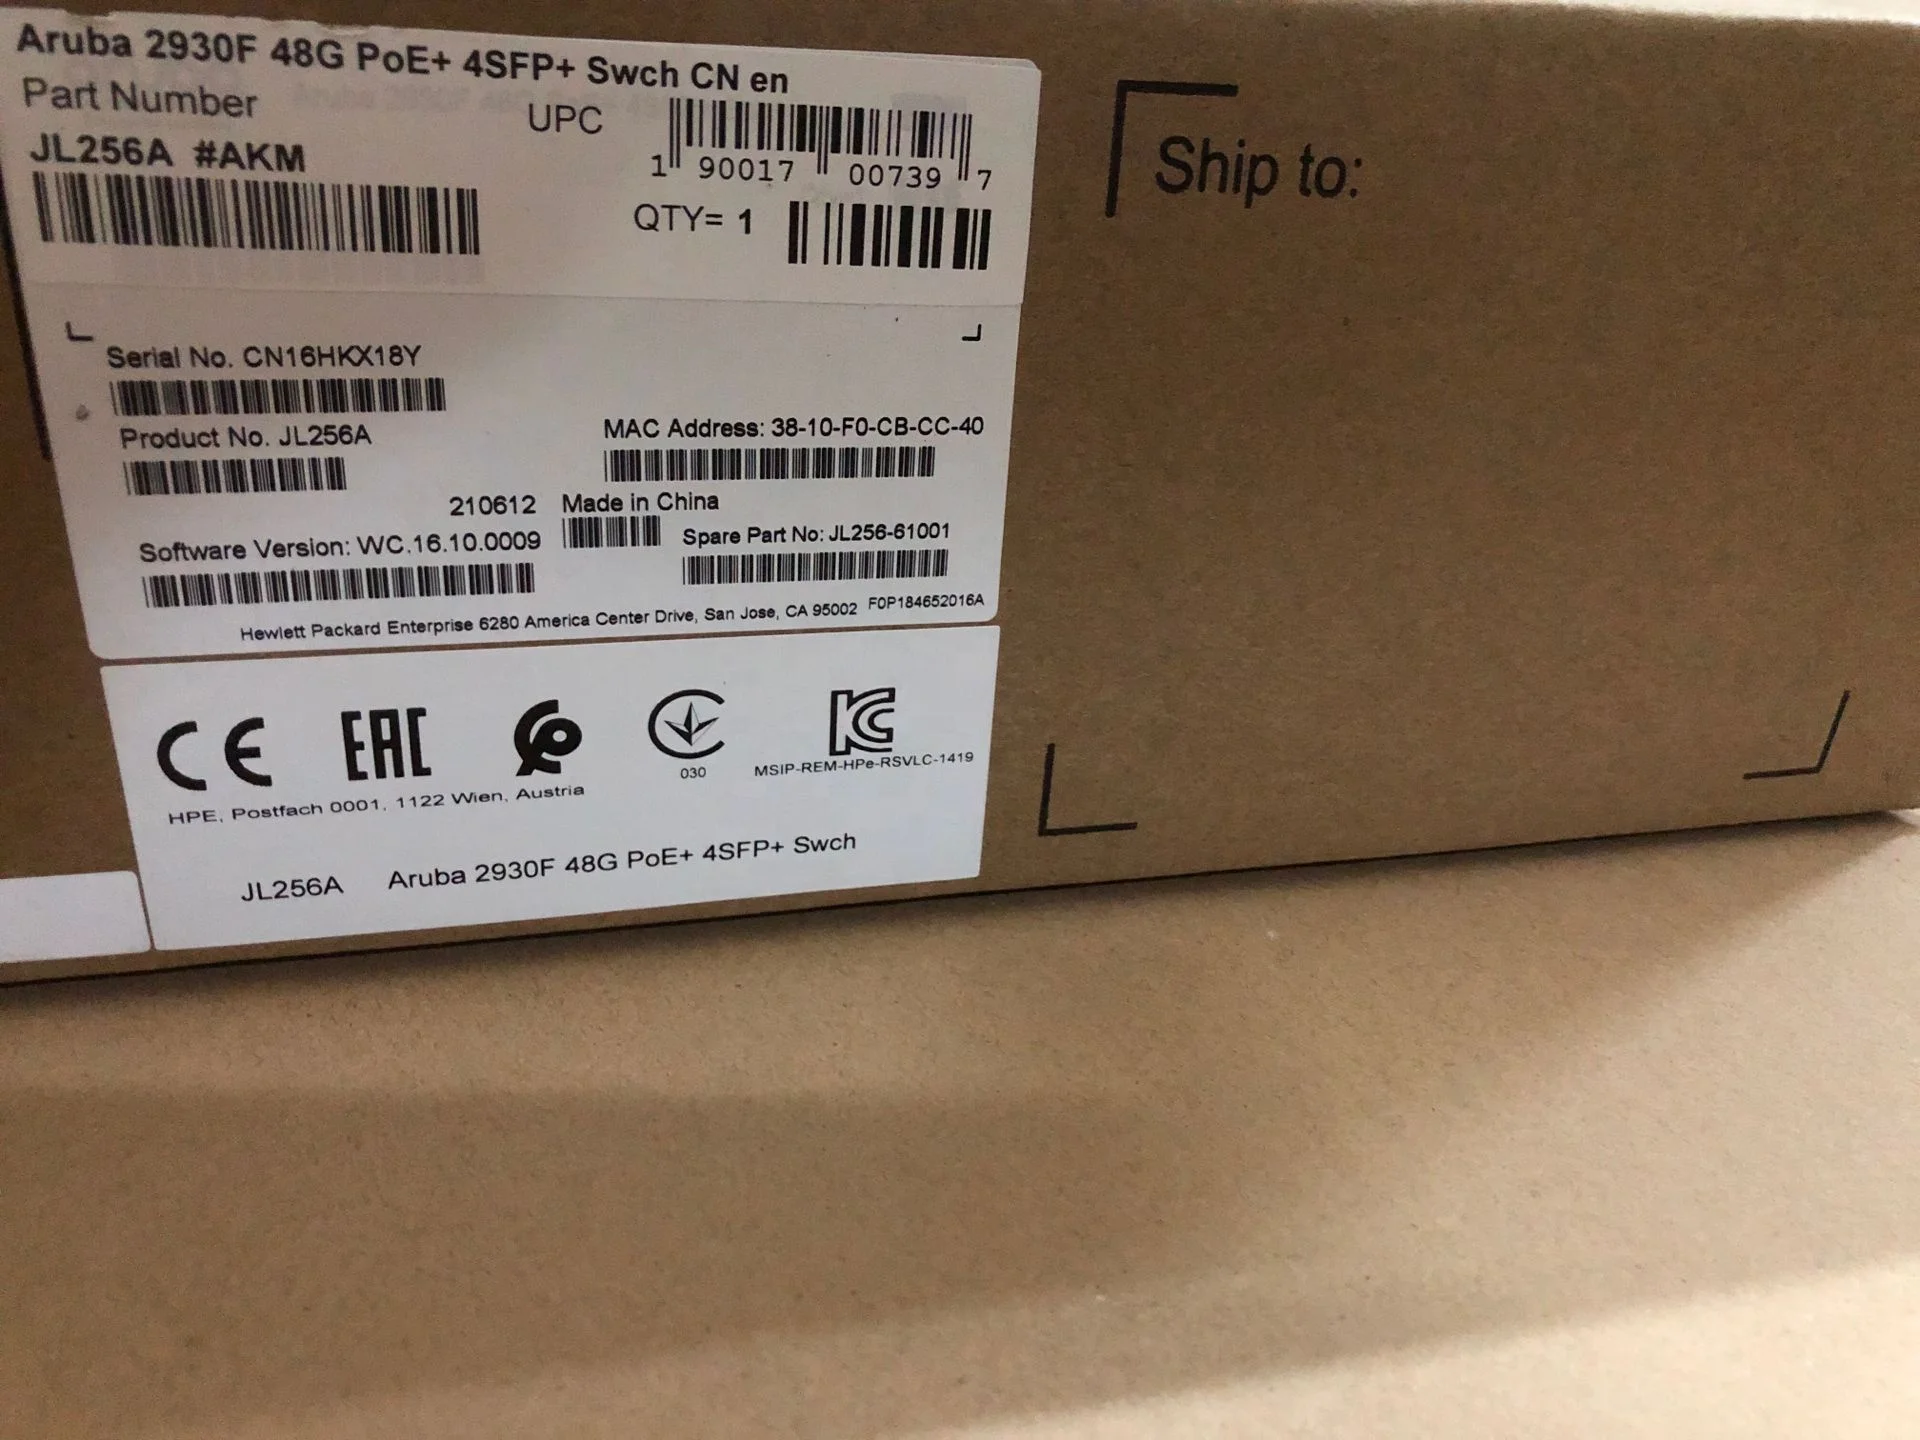 Aruba 2930F 48G PoE+ 4SFP+ Swch CN en
Part Number
UPC
JL256A #AKM
1 90017 00739 7
QTY= 1
Serial No. CN16HKX18Y
Product No. JL256A
MAC Address: 38-10-F0-CB-CC-40
210612 Made in China
Software Version: WC.16.10.0009
Spare Part No: JL256-61001
Hewlett Packard Enterprise 6280 America Center Drive, San Jose, CA 95002 F0P184652016A
CE EAC
030
MSIP-REM-HPe-RSVLC-1419
HPE, Postfach 0001, 1122 Wien, Austria
JL256A Aruba 2930F 48G PoE+ 4SFP+ Swch
Ship to: